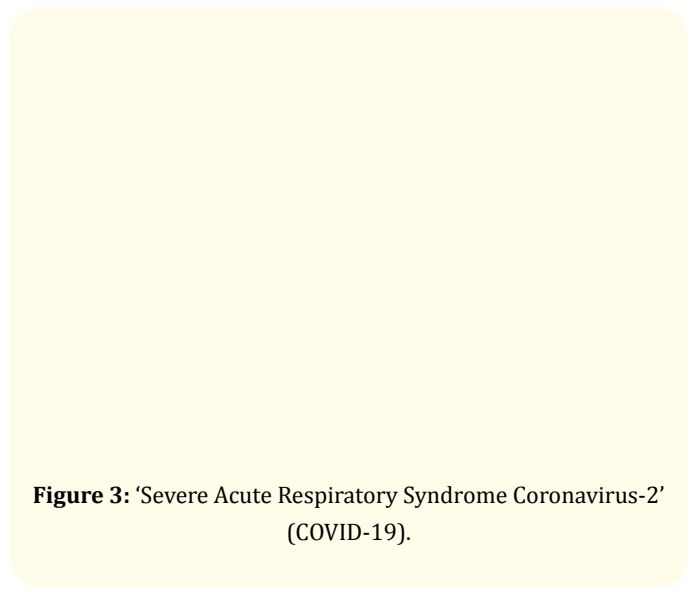 Figure 3: ‘Severe Acute Respiratory Syndrome Coronavirus-2’
(COVID-19).